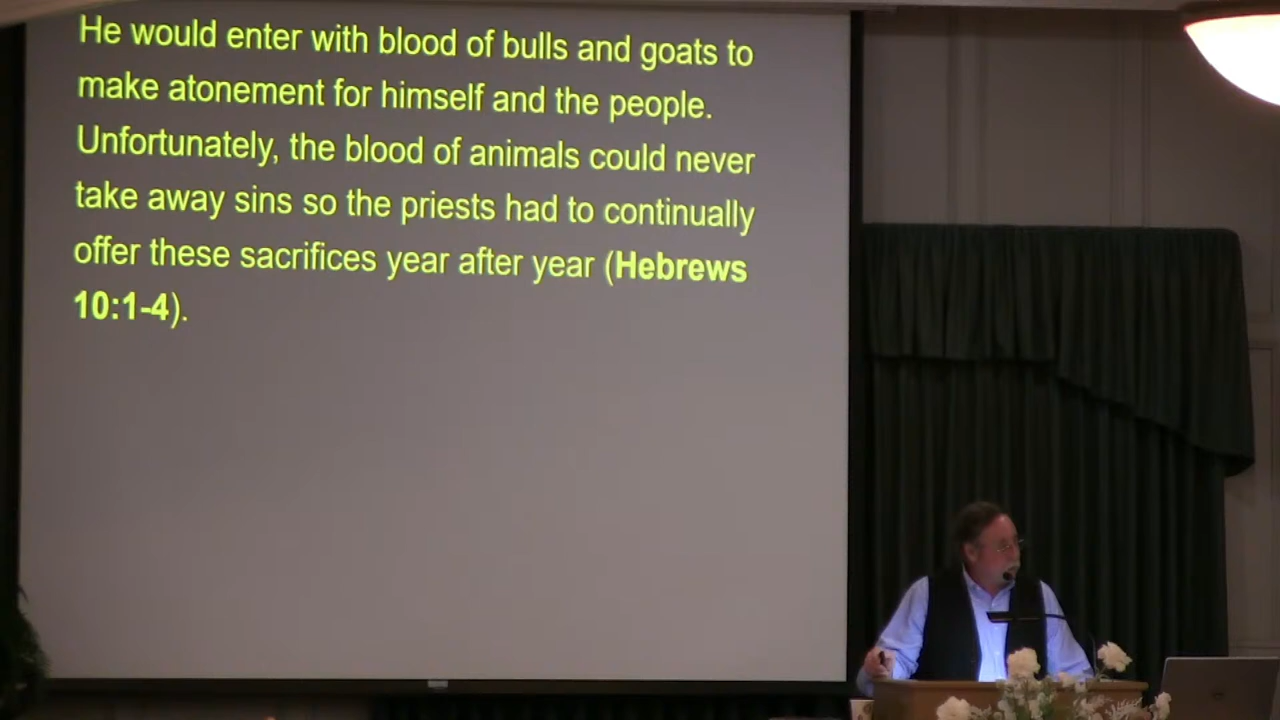 He would enter with blood of bulls and goats to
make atonement for himself and the people.
Unfortunately, the blood of animals could never
take away sins so the priests had to continually
offer these sacrifices year after year (Hebrews
10:1-4).